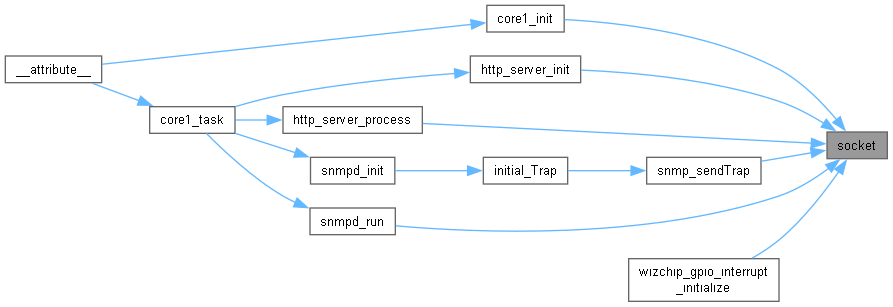 core1_init
__attribute__
http_server_init
core1_task
http_server_process
socket
snmpd_init
initial_Trap
snmp_sendTrap
snmpd_run
wizchip_gpio_interrupt
_initialize